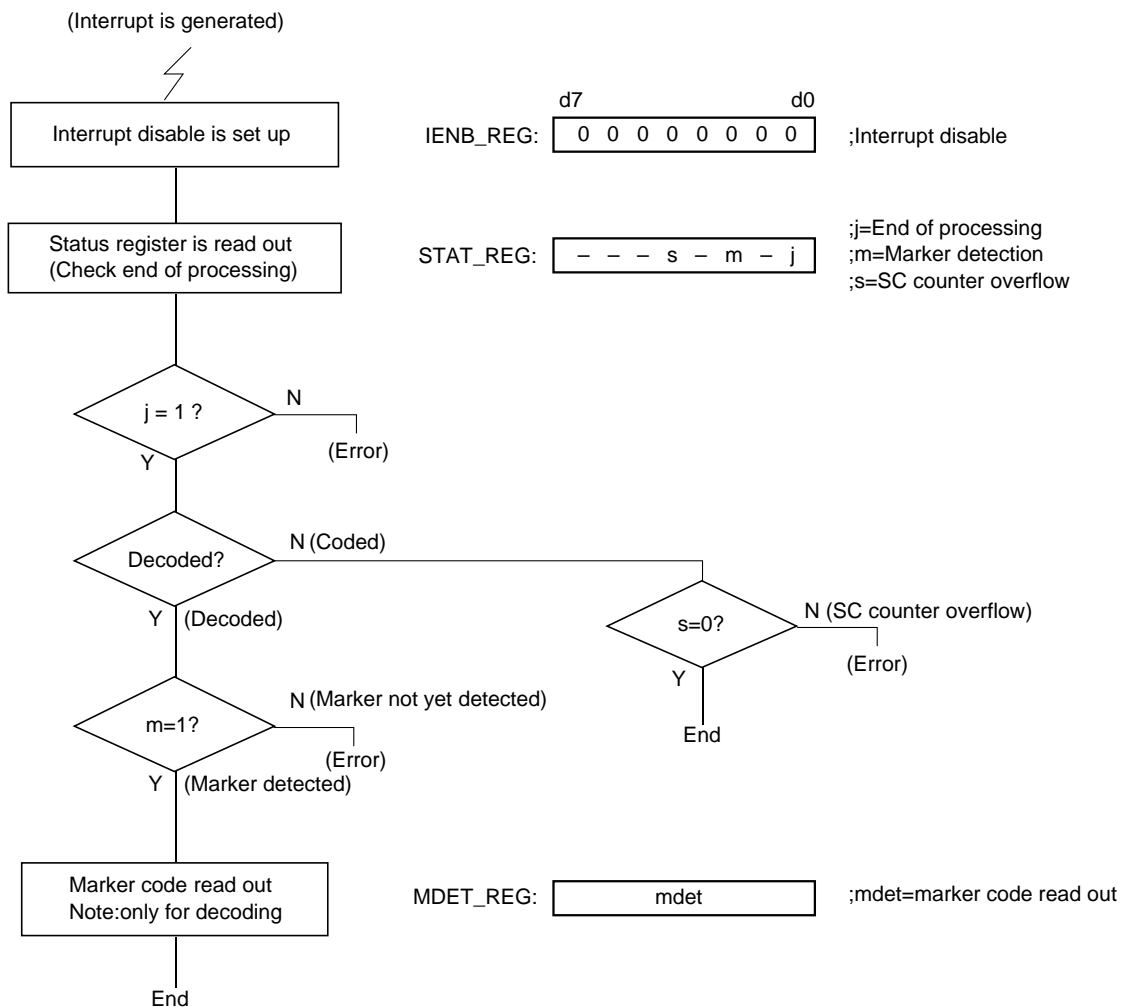 (Interrupt is generated)
d7 d0
Interrupt disable is set up
IENB_REG: 0 0 0 0 0 0 0 0 ;Interrupt disable
Status register is read out
(Check end of processing)
STAT_REG: – – – s – m – j
;j=End of processing
;m=Marker detection
;s=SC counter overflow
j = 1 ?
N
(Error)
Y
Decoded?
N (Coded)
Y (Decoded)
s=0?
N (SC counter overflow)
(Error)
Y
End
m=1?
N (Marker not yet detected)
(Error)
Y (Marker detected)
Marker code read out
Note:only for decoding
MDET_REG: mdet ;mdet=marker code read out
End